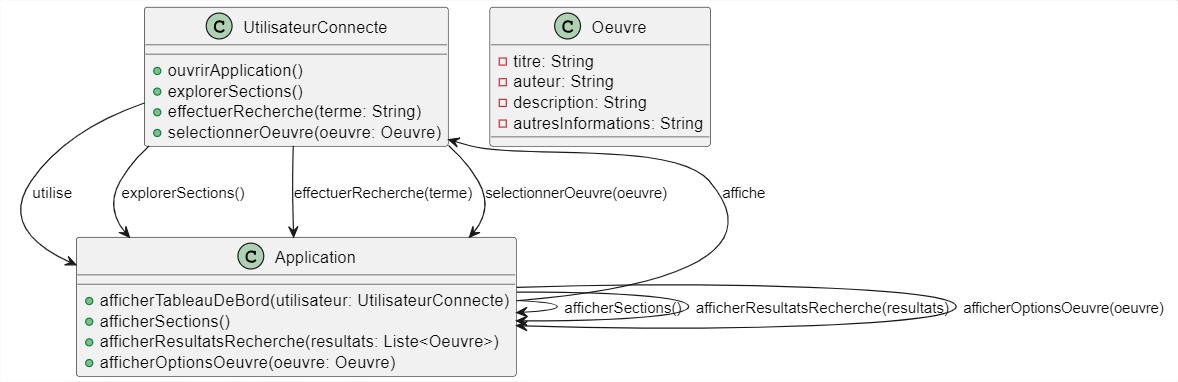 C UtilisateurConnecte
ouvrirApplication()
explorerSections()
effectuerRecherche(terme: String)
selectionnerOeuvre(oeuvre: Oeuvre)
C Oeuvre
titre: String
auteur: String
description: String
autresInformations: String
utilise
explorerSections()
effectuerRecherche(terme)
selectionnerOeuvre(oeuvre)
affiche
C Application
afficherTableauDeBord(utilisateur: UtilisateurConnecte)
afficherSections()
afficherResultatsRecherche(resultats: Liste<Oeuvre>)
afficherOptionsOeuvre(oeuvre: Oeuvre)
afficherSections()
afficherResultatsRecherche(resultats)
afficherOptionsOeuvre(oeuvre)